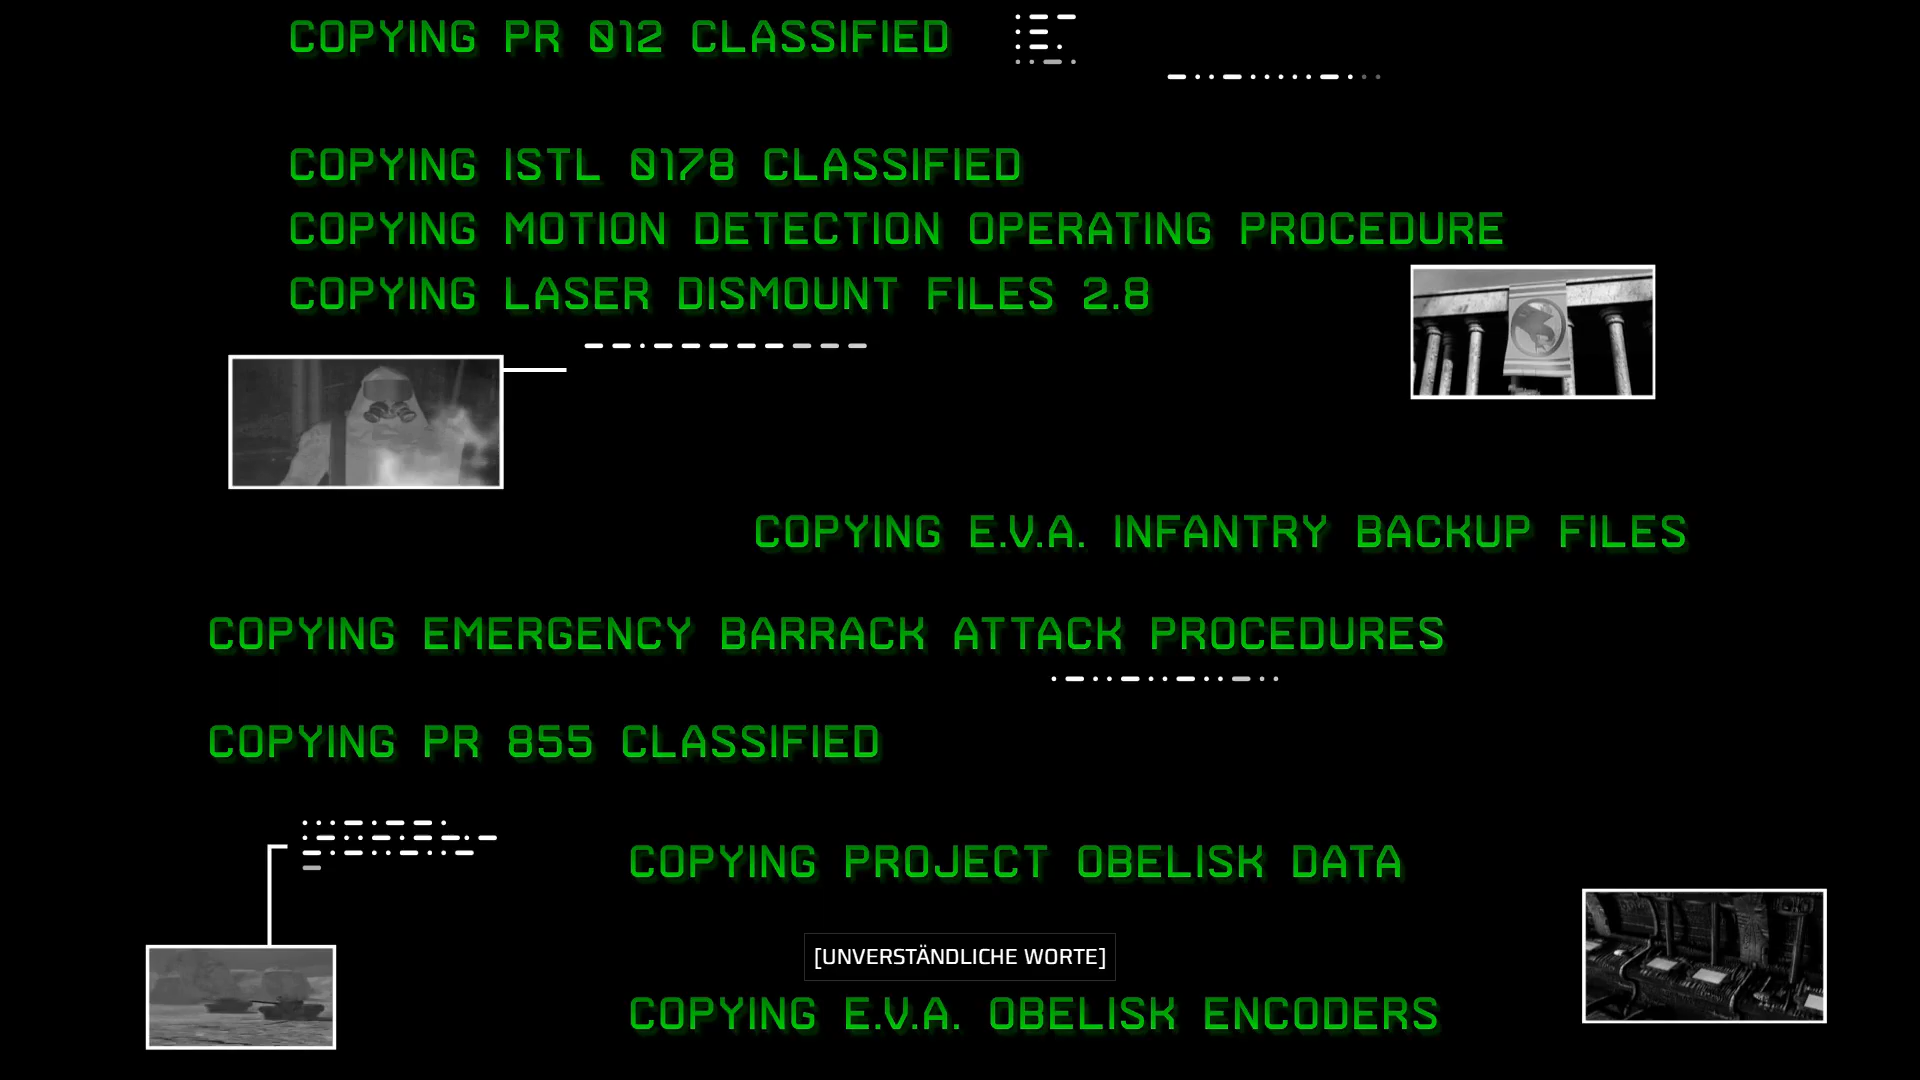 COPYING PR 012 CLASSIFIED
COPYING ISTL 0178 CLASSIFIED
COPYING MOTION DETECTION OPERATING PROCEDURE
COPYING LASER DISMOUNT FILES 2.8
COPYING E.V.A. INFANTRY BACKUP FILES
COPYING EMERGENCY BARRACK ATTACK PROCEDURES
COPYING PR 855 CLASSIFIED
COPYING PROJECT OBELISK DATA
[UNVERSTÄNDLICHE WORTE]
COPYING E.V.A. OBELISK ENCODERS